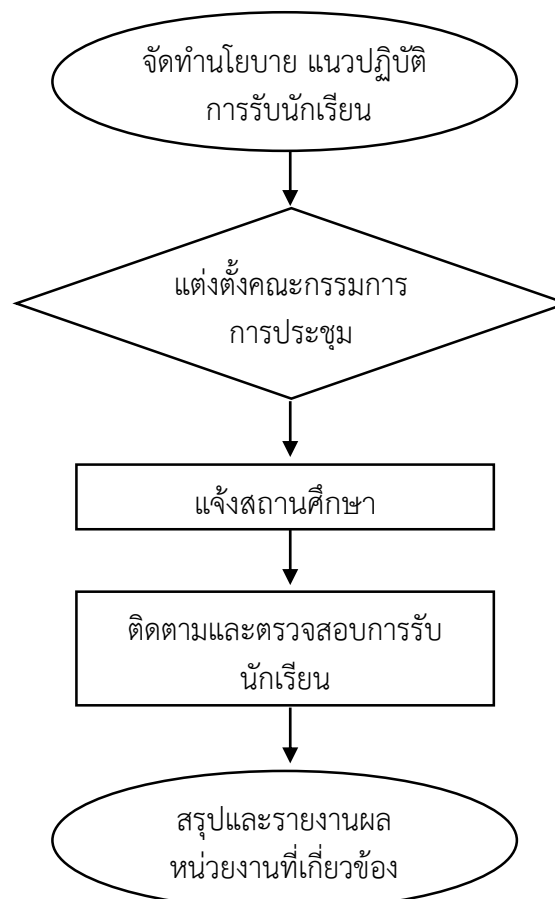 จัดทำนโยบาย แนวปฏิบัติ
การรับนักเรียน
แต่งตั้งคณะกรรมการ
การประชุม
แจ้งสถานศึกษา
ติดตามและตรวจสอบการรับ
นักเรียน
สรุปและรายงานผล
หน่วยงานที่เกี่ยวข้อง